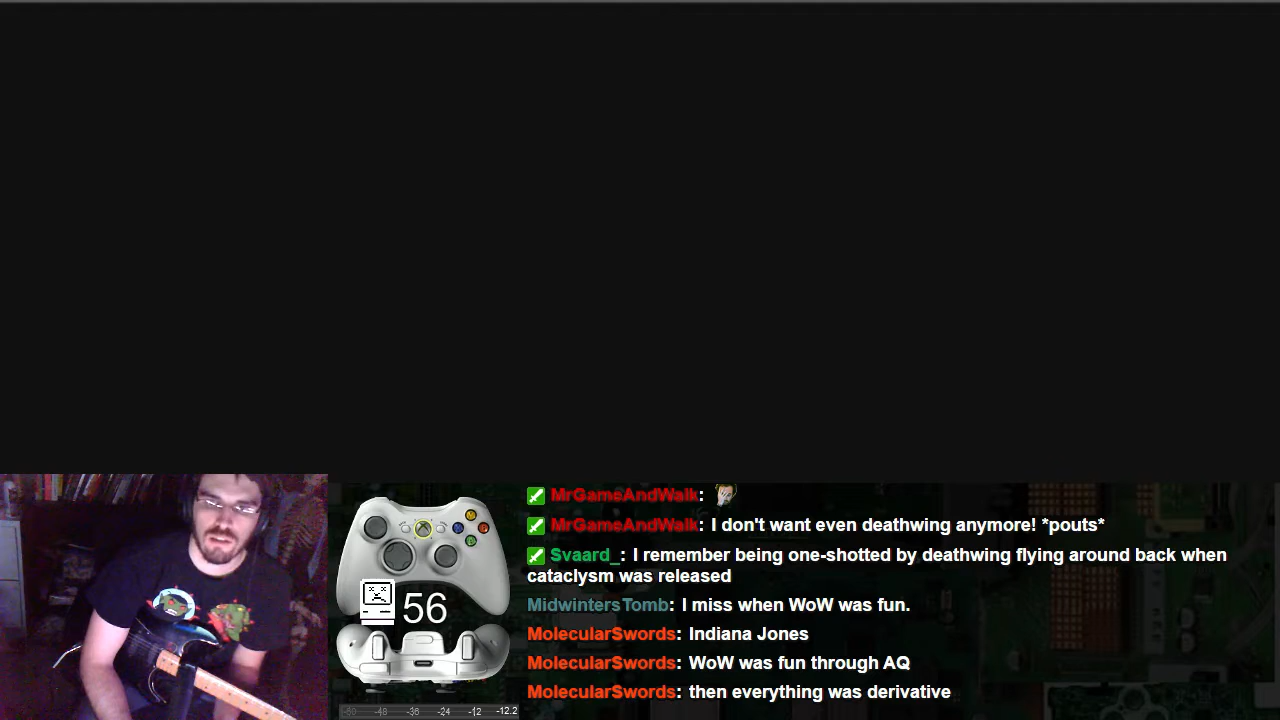 MrGameAndWalk:
MrGameAndWalk: I don't want even deathwing anymore! *pouts*
Svaard_: I remember being one-shotted by deathwing flying around back when
cataclysm was released
MidwintersTomb: I miss when WoW was fun.
MolecularSwords: Indiana Jones
MolecularSwords: WoW was fun through AQ
MolecularSwords: then everything was derivative
56
-60 -48 -36 -24 -12 -12.2